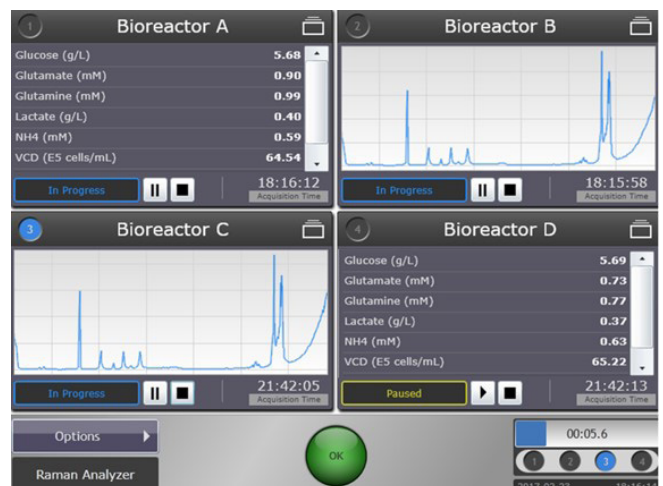 1 Bioreactor A
Glucose (g/L) 5.68
Glutamate (mM) 0.90
Glutamine (mM) 0.99
Lactate (g/L) 0.40
NH4 (mM) 0.59
VCD (E5 cells/mL) 64.54
In Progress 18:16:12
Acquisition Time
2 Bioreactor B
In Progress 18:15:58
Acquisition Time
3 Bioreactor C
In Progress 21:42:05
Acquisition Time
4 Bioreactor D
Glucose (g/L) 5.69
Glutamate (mM) 0.73
Glutamine (mM) 0.77
Lactate (g/L) 0.37
NH4 (mM) 0.63
VCD (E5 cells/mL) 65.22
Paused 21:42:13
Acquisition Time
Options
Raman Analyzer
OK
00:05.6
1 2 3 4
18:16:14